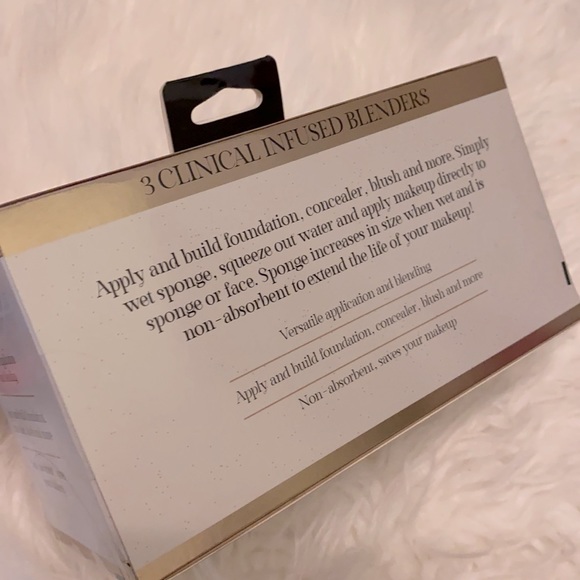 3 CLINICAL INFUSED BLENDERS
Apply and build foundation, concealer, blush and more. Simply
wet sponge, squeeze out water and apply makeup directly to
sponge or face. Sponge increases in size when wet and is
non-absorbent to extend the life of your makeup!
Versatile application and blending
Apply and build foundation, concealer, blush and more
Non-absorbent, saves your makeup